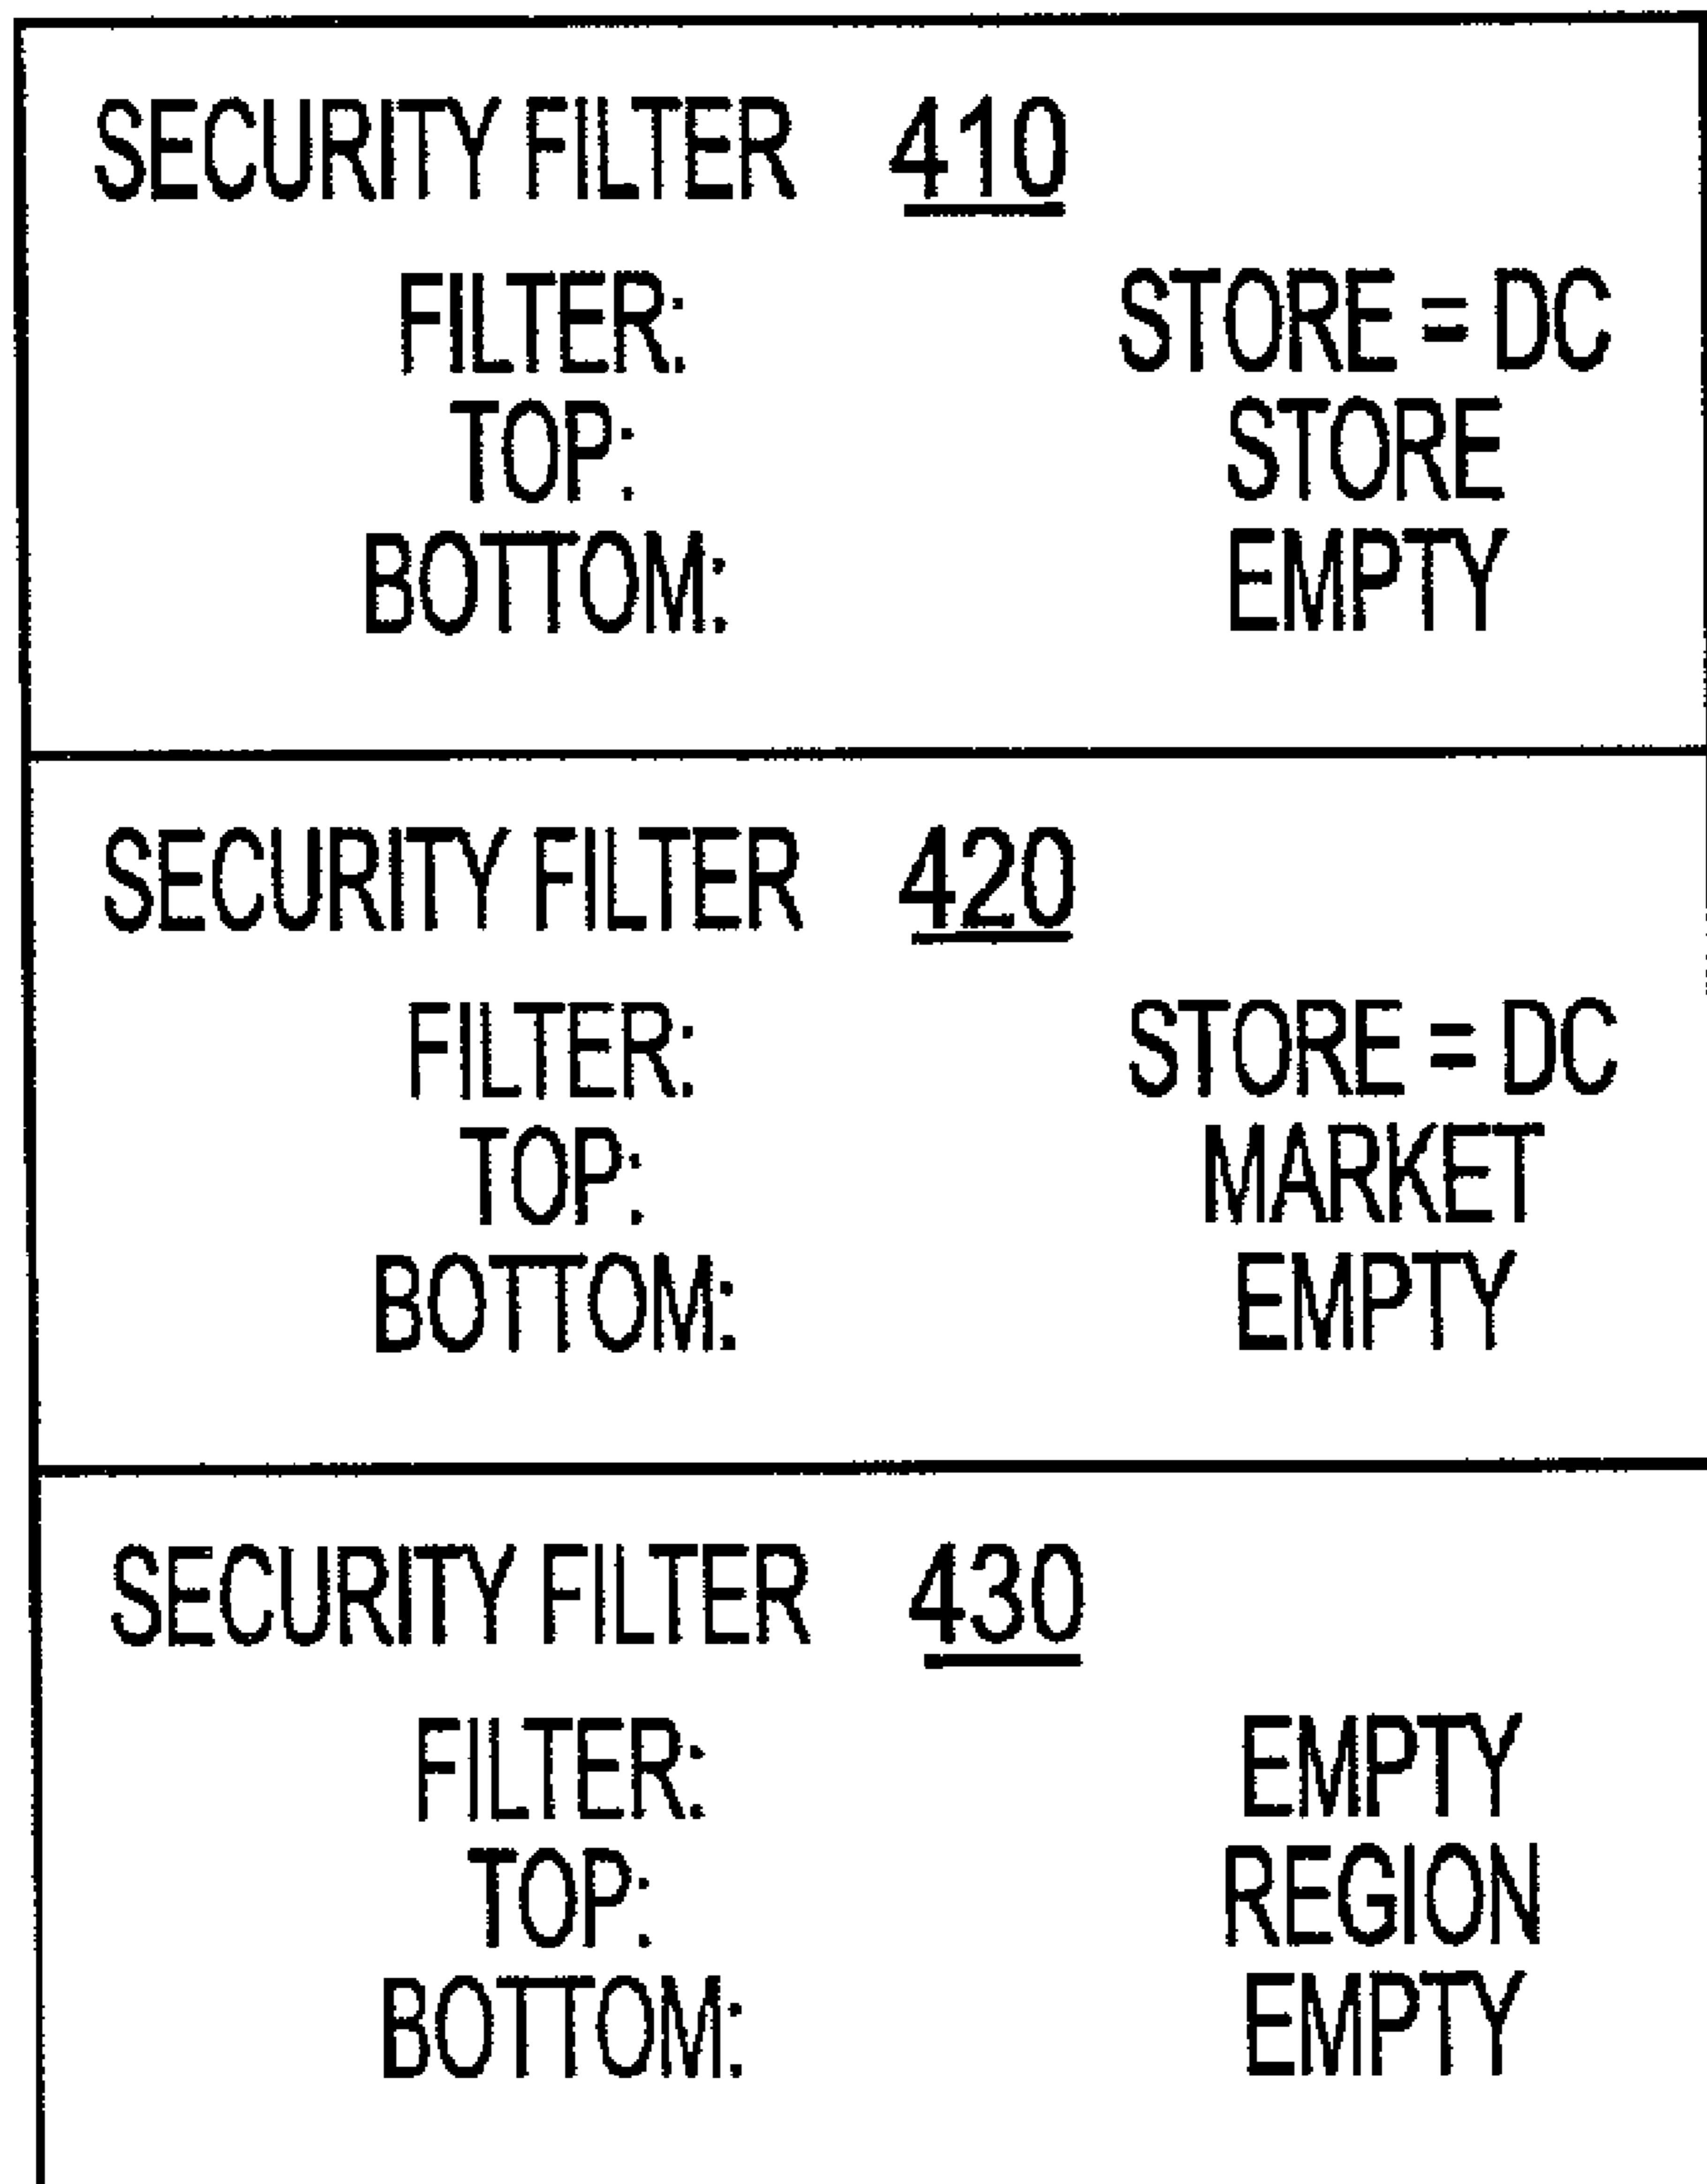 SECURITY FILTER 410
FILTER: STORE = DC
TOP: STORE
BOTTOM: EMPTY
SECURITY FILTER 420
FILTER: STORE = DC
TOP: MARKET
BOTTOM: EMPTY
SECURITY FILTER 430
FILTER: EMPTY
TOP: REGION
BOTTOM: EMPTY